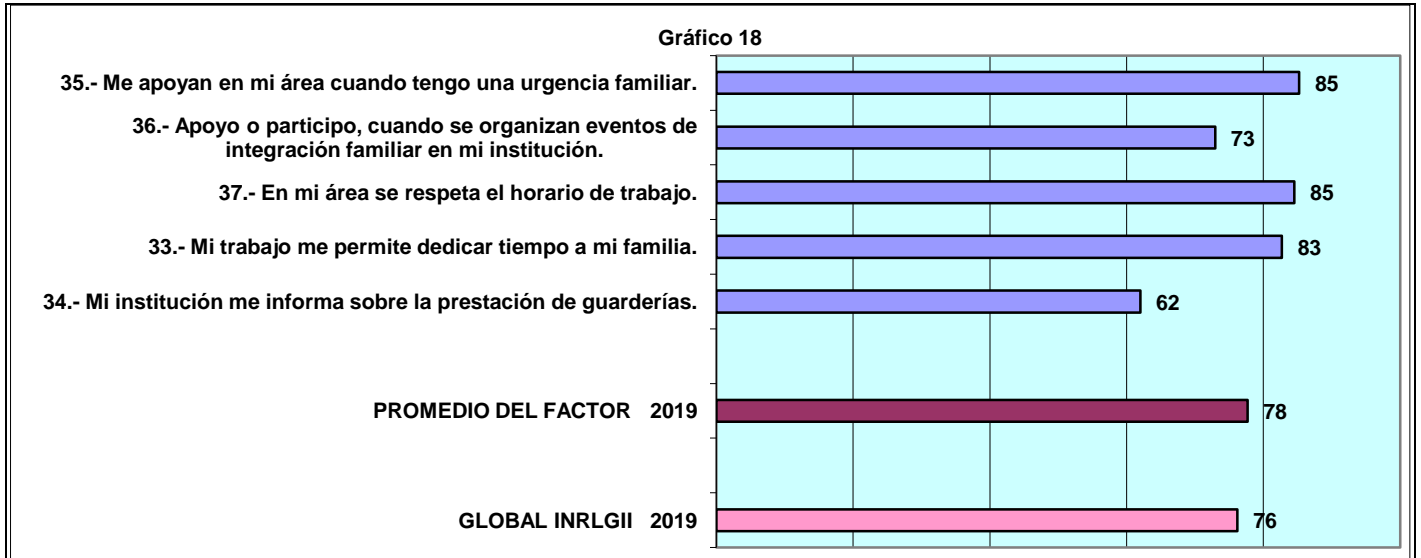 Gráfico 18
35.- Me apoyan en mi área cuando tengo una urgencia familiar.
85
36.- Apoyo o participo, cuando se organizan eventos de
integración familiar en mi institución.
73
37.- En mi área se respeta el horario de trabajo.
85
33.- Mi trabajo me permite dedicar tiempo a mi familia.
83
34.- Mi institución me informa sobre la prestación de guarderías.
62
PROMEDIO DEL FACTOR 2019
78
GLOBAL INRLGII 2019
76